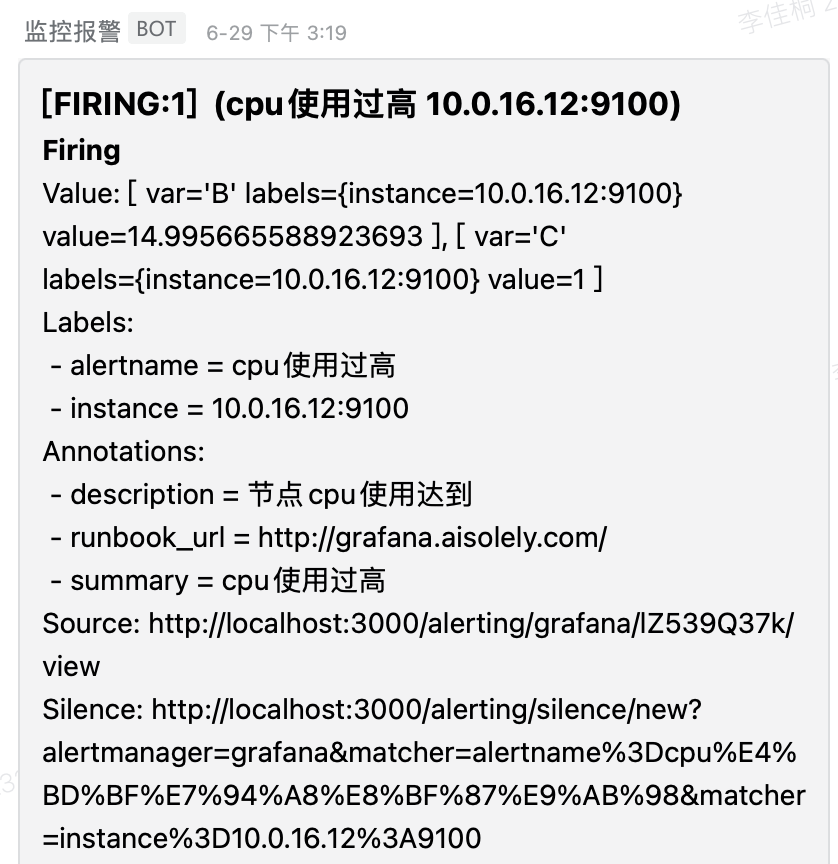 监控报警 BOT 6-29 下午 3:19
李佳桐
[FIRING:1] (cpu使用过高 10.0.16.12:9100)
Firing
Value: [ var='B' labels={instance=10.0.16.12:9100}
value=14.995665588923693 ], [ var='C'
labels={instance=10.0.16.12:9100} value=1 ]
Labels:
- alertname = cpu使用过高
- instance = 10.0.16.12:9100
Annotations:
- description = 节点cpu使用达到
- runbook_url = http://grafana.aisolely.com/
- summary = cpu使用过高
Source: http://localhost:3000/alerting/grafana/lZ539Q37k/
view
Silence: http://localhost:3000/alerting/silence/new?
alertmanager=grafana&matcher=alertname%3Dcpu%E4%
BD%BF%E7%94%A8%E8%BF%87%E9%AB%98&matcher
=instance%3D10.0.16.12%3A9100